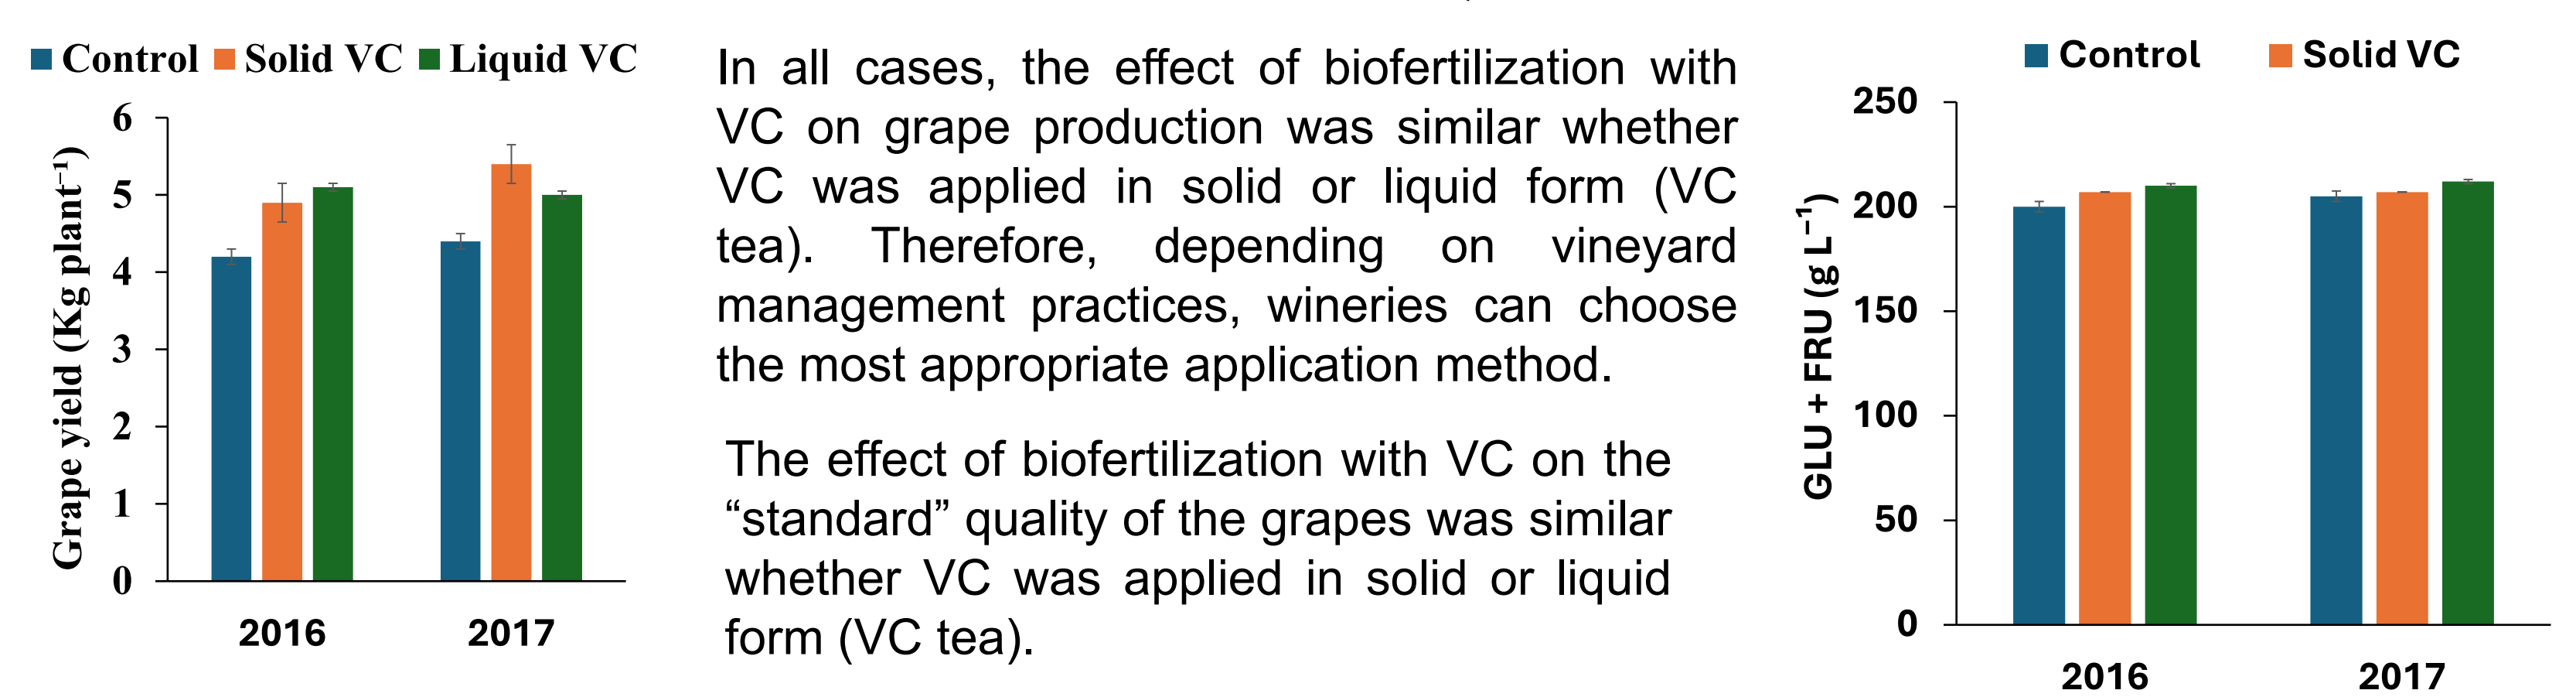 Control Solid VC Liquid VC
Grape yield (Kg plant⁻¹)
6
5
4
3
2
1
0
2016 2017
In all cases, the effect of biofertilization with
VC on grape production was similar whether
VC was applied in solid or liquid form (VC
tea). Therefore, depending on vineyard
management practices, wineries can choose
the most appropriate application method.
The effect of biofertilization with VC on the
“standard” quality of the grapes was similar
whether VC was applied in solid or liquid
form (VC tea).
Control Solid VC
GLU + FRU (g L⁻¹)
250
200
150
100
50
0
2016 2017